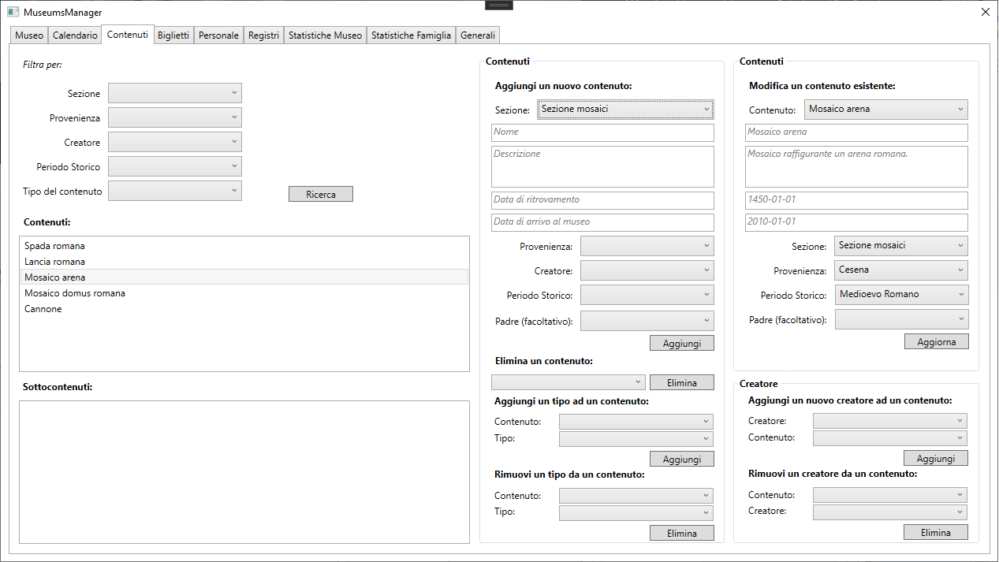 MuseumsManager
Museo Calendario Contenuti Biglietti Personale Registri Statistiche Museo Statistiche Famiglia Generali
Filtra per:
Sezione
Provenienza
Creatore
Periodo Storico
Tipo del contenuto
Ricerca
Contenuti:
Spada romana
Lancia romana
Mosaico arena
Mosaico domus romana
Cannone
Sottocontenuti:
Contenuti
Aggiungi un nuovo contenuto:
Sezione: Sezione mosaici
Nome
Descrizione
Data di ritrovamento
Data di arrivo al museo
Provenienza:
Creatore:
Periodo Storico:
Padre (facoltativo):
Aggiungi
Elimina un contenuto:
Elimina
Aggiungi un tipo ad un contenuto:
Contenuto:
Tipo:
Aggiungi
Rimuovi un tipo da un contenuto:
Contenuto:
Tipo:
Elimina
Contenuti
Modifica un contenuto esistente:
Contenuto: Mosaico arena
Mosaico arena
Mosaico raffigurante un arena romana.
1450-01-01
2010-01-01
Sezione: Sezione mosaici
Provenienza: Cesena
Periodo Storico: Medioevo Romano
Padre (facoltativo):
Aggiorna
Creatore
Aggiungi un nuovo creatore ad un contenuto:
Creatore:
Contenuto:
Aggiungi
Rimuovi un creatore da un contenuto:
Contenuto:
Creatore:
Elimina